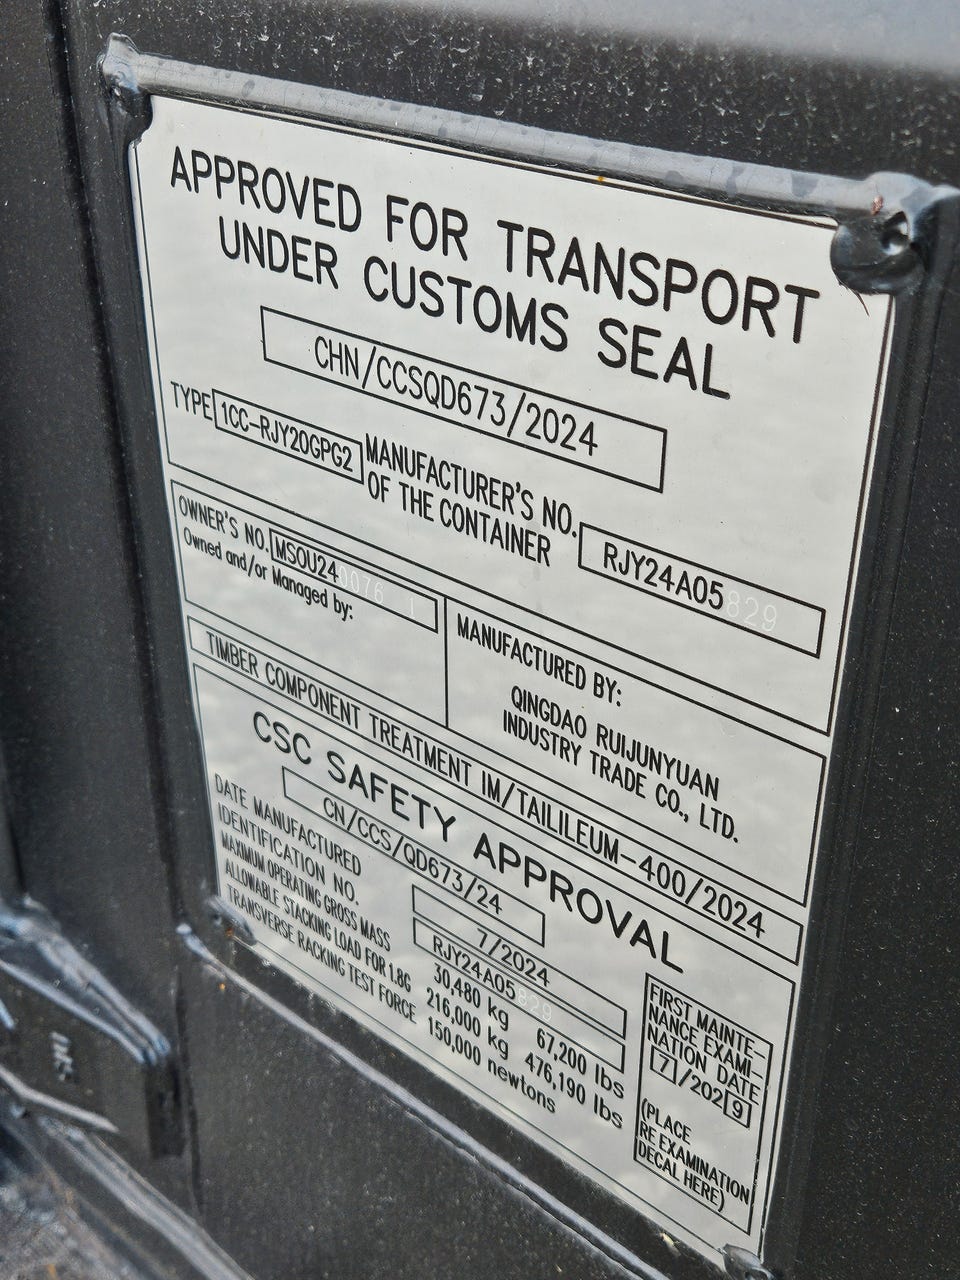 APPROVED FOR TRANSPORT
UNDER CUSTOMS SEAL
CHN/CCSQD673/2024
TYPE 1CC-RJY20GPG2 MANUFACTURER'S NO.
OF THE CONTAINER RJY24A05829
OWNER'S NO. MSOU240076 1
Owned and/or Managed by:
MANUFACTURED BY:
QINGDAO RUIJUNYUAN
INDUSTRY TRADE CO., LTD.
TIMBER COMPONENT TREATMENT IM/TAILILEUM-400/2024
CSC SAFETY APPROVAL
CN/CCS/QD673/24
DATE MANUFACTURED 7/2024
IDENTIFICATION NO. RJY24A05829
MAXIMUM OPERATING GROSS MASS 30,480 kg 67,200 lbs
ALLOWABLE STACKING LOAD FOR 1.8G 216,000 kg 476,190 lbs
TRANSVERSE RACKING TEST FORCE 150,000 newtons
FIRST MAINTE-
NANCE EXAMI-
NATION DATE
7/2029
(PLACE
RE EXAMINATION
DECAL HERE)